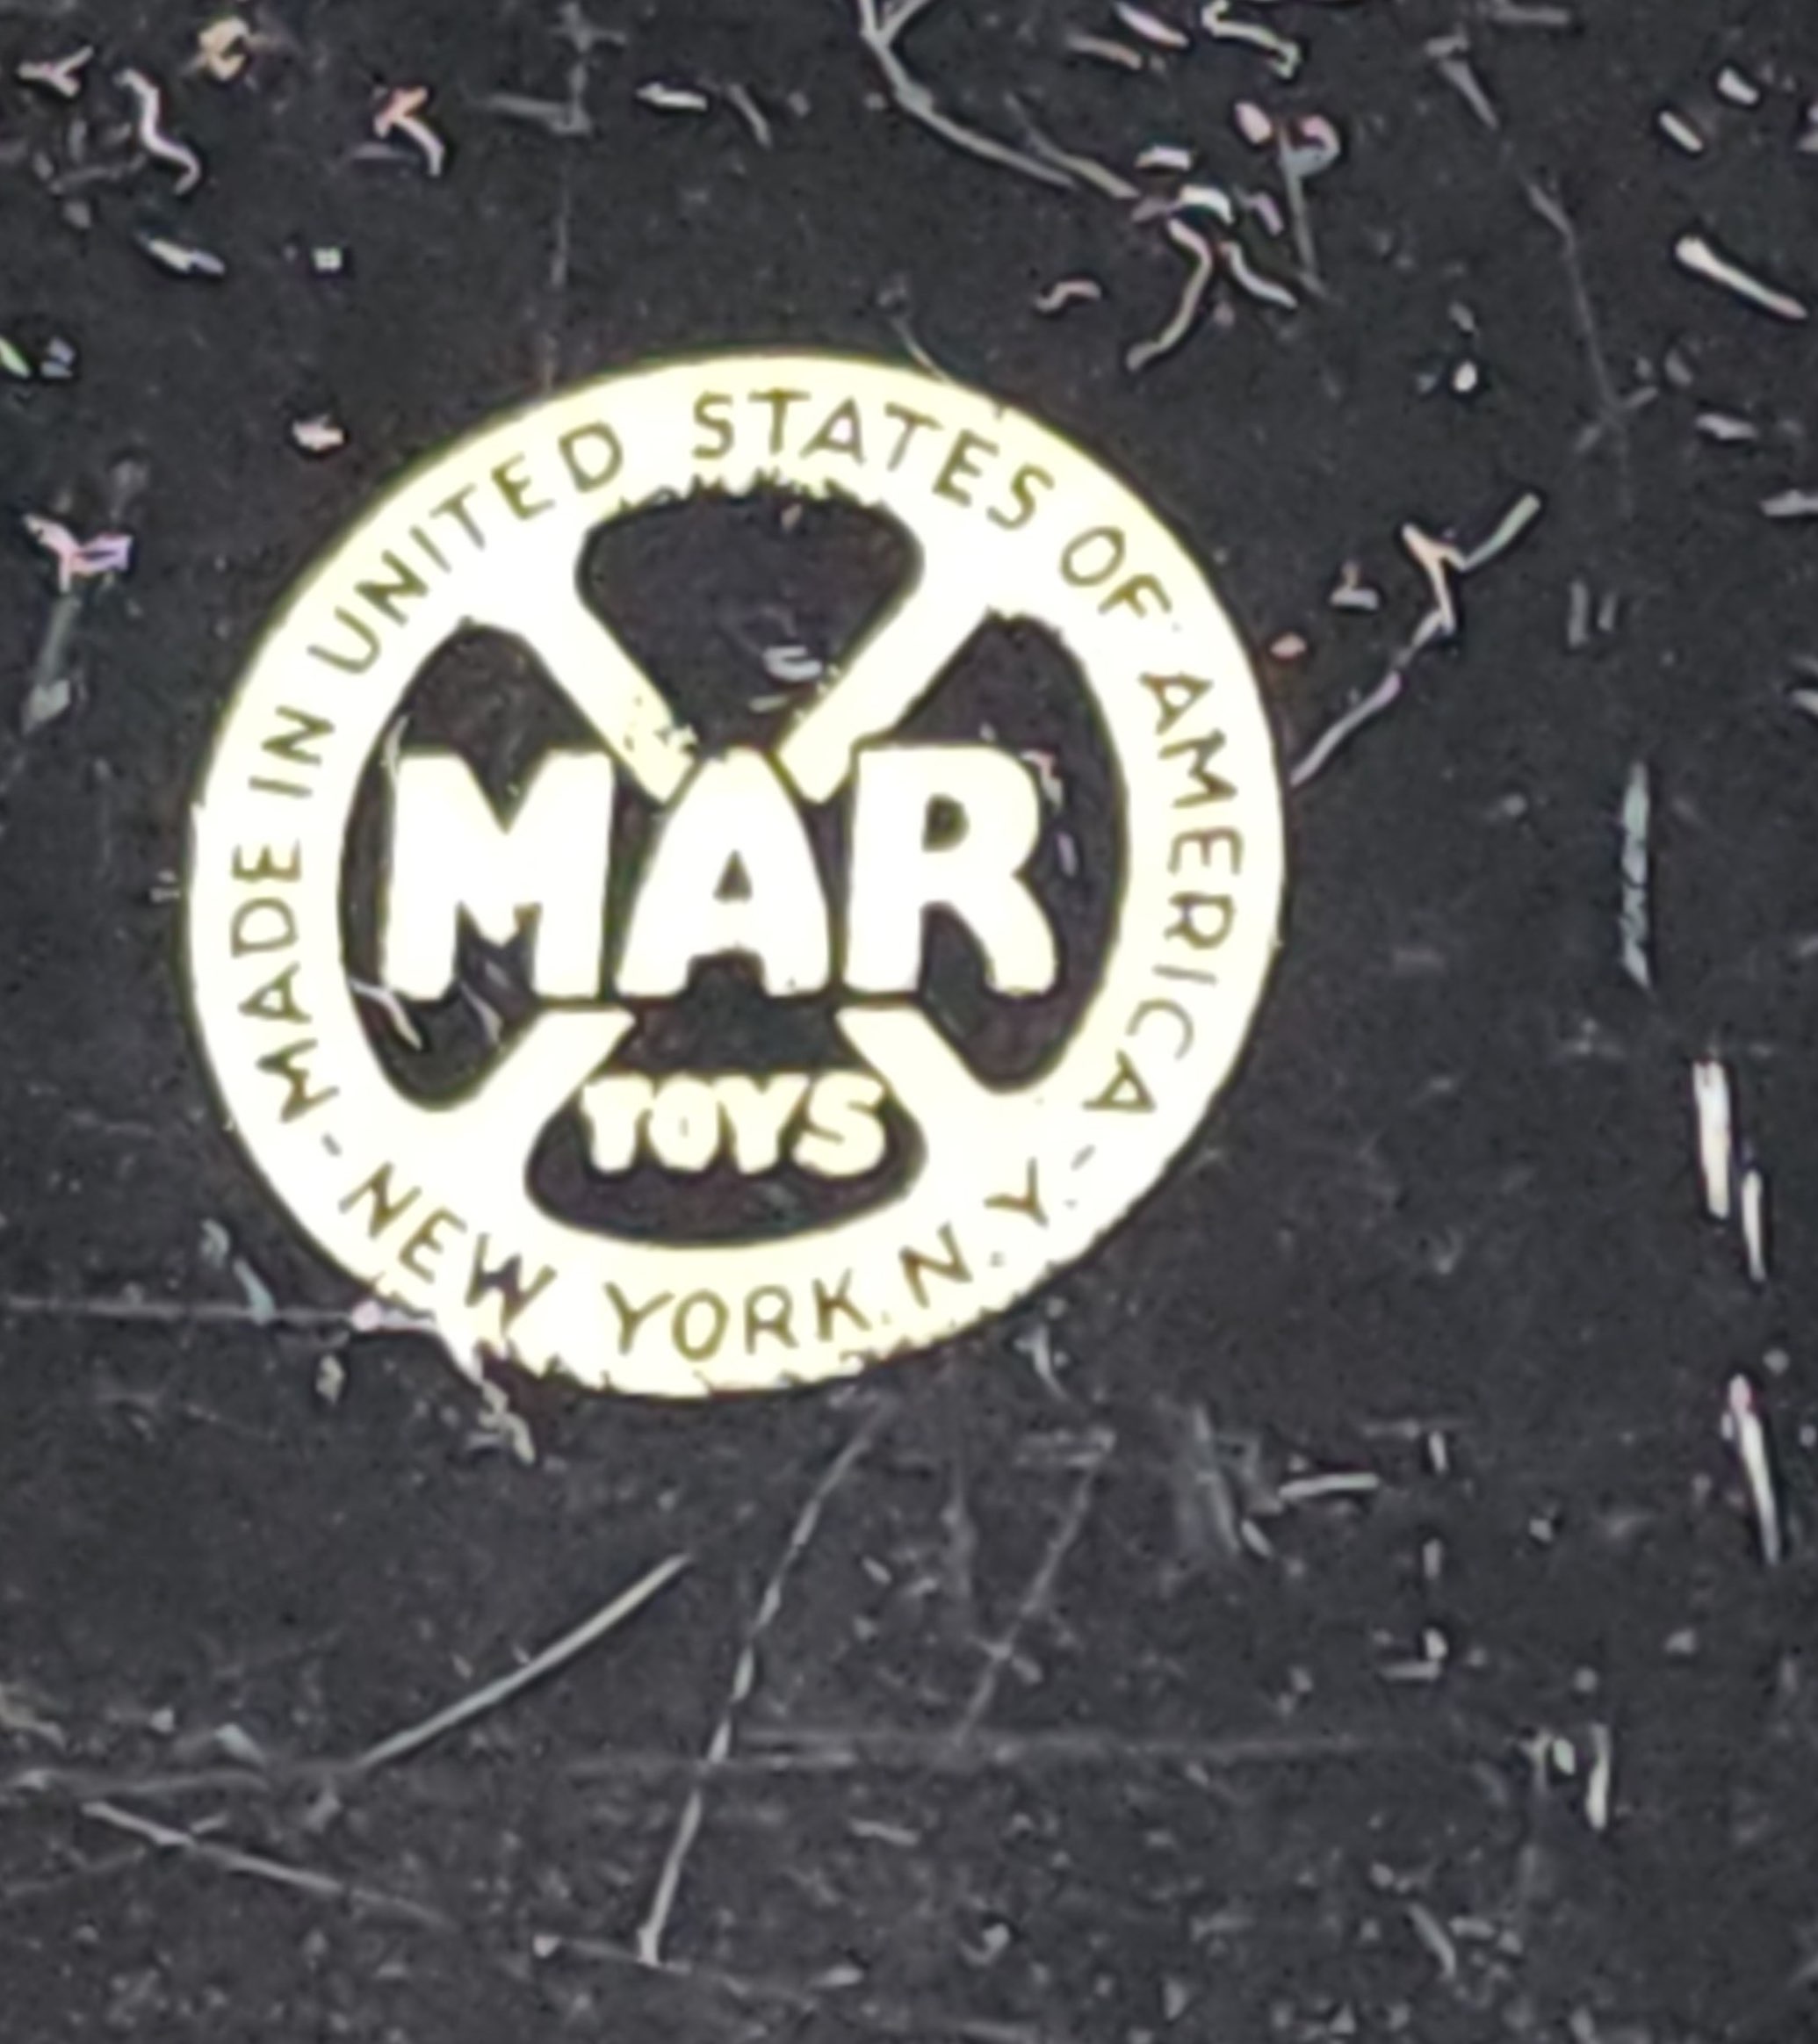 MADE IN UNITED STATES OF AMERICA -
MAR
TOYS
- NEW YORK. N.Y.